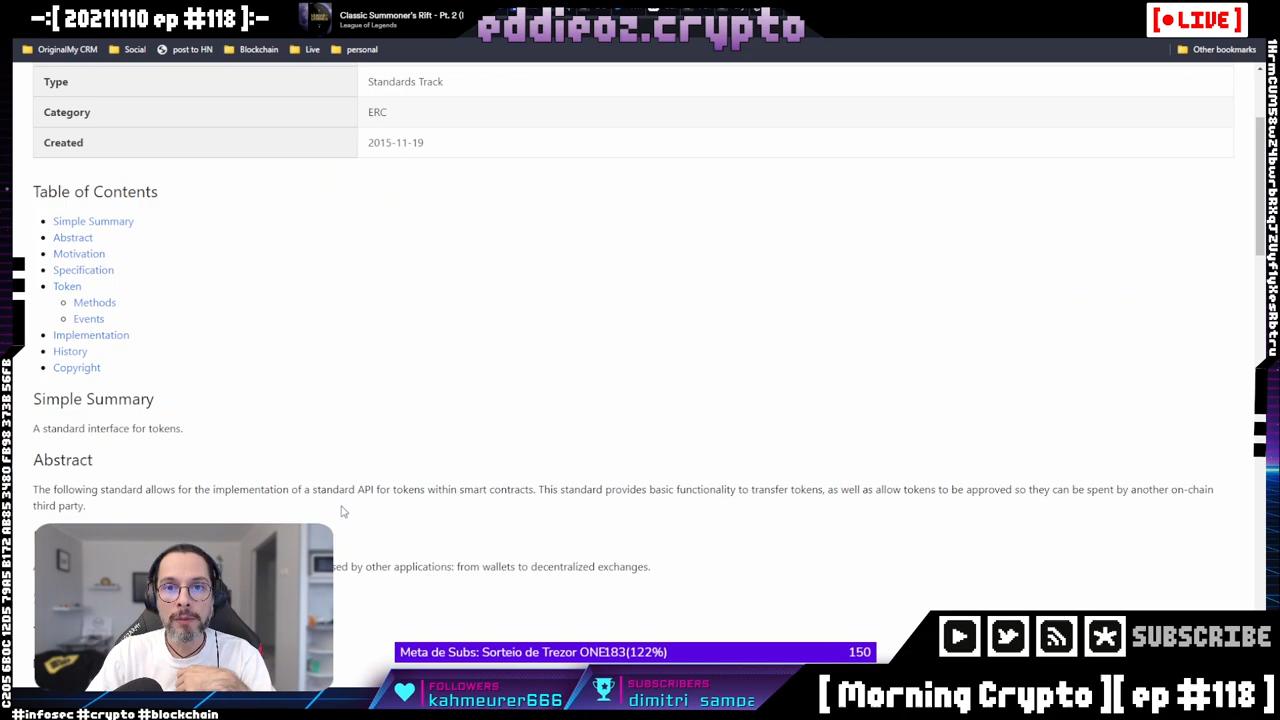 -:[ 20211110 ep #118 ]:-
Classic Summoner's Rift - Pt. 2 (I
League of Legends
eddieoz.crypto
[● LIVE]
OriginalMy CRM
Social
post to HN
Blockchain
Live
personal
Other bookmarks
Type Standards Track
Category ERC
Created 2015-11-19
Table of Contents
Simple Summary
Abstract
Motivation
Specification
Token
Methods
Events
Implementation
History
Copyright
Simple Summary
A standard interface for tokens.
Abstract
The following standard allows for the implementation of a standard API for tokens within smart contracts. This standard provides basic functionality to transfer tokens, as well as allow tokens to be approved so they can be spent by another on-chain
third party.
by other applications: from wallets to decentralized exchanges.
Meta de Subs: Sorteio de Trezor ONE183(122%) 150
FOLLOWERS
kahmeurer666
SUBSCRIBERS
dimitri sampa
SUBSCRIBE
[ Morning Crypto ][ ep #118 ]
#infosec #crypto #blockchain